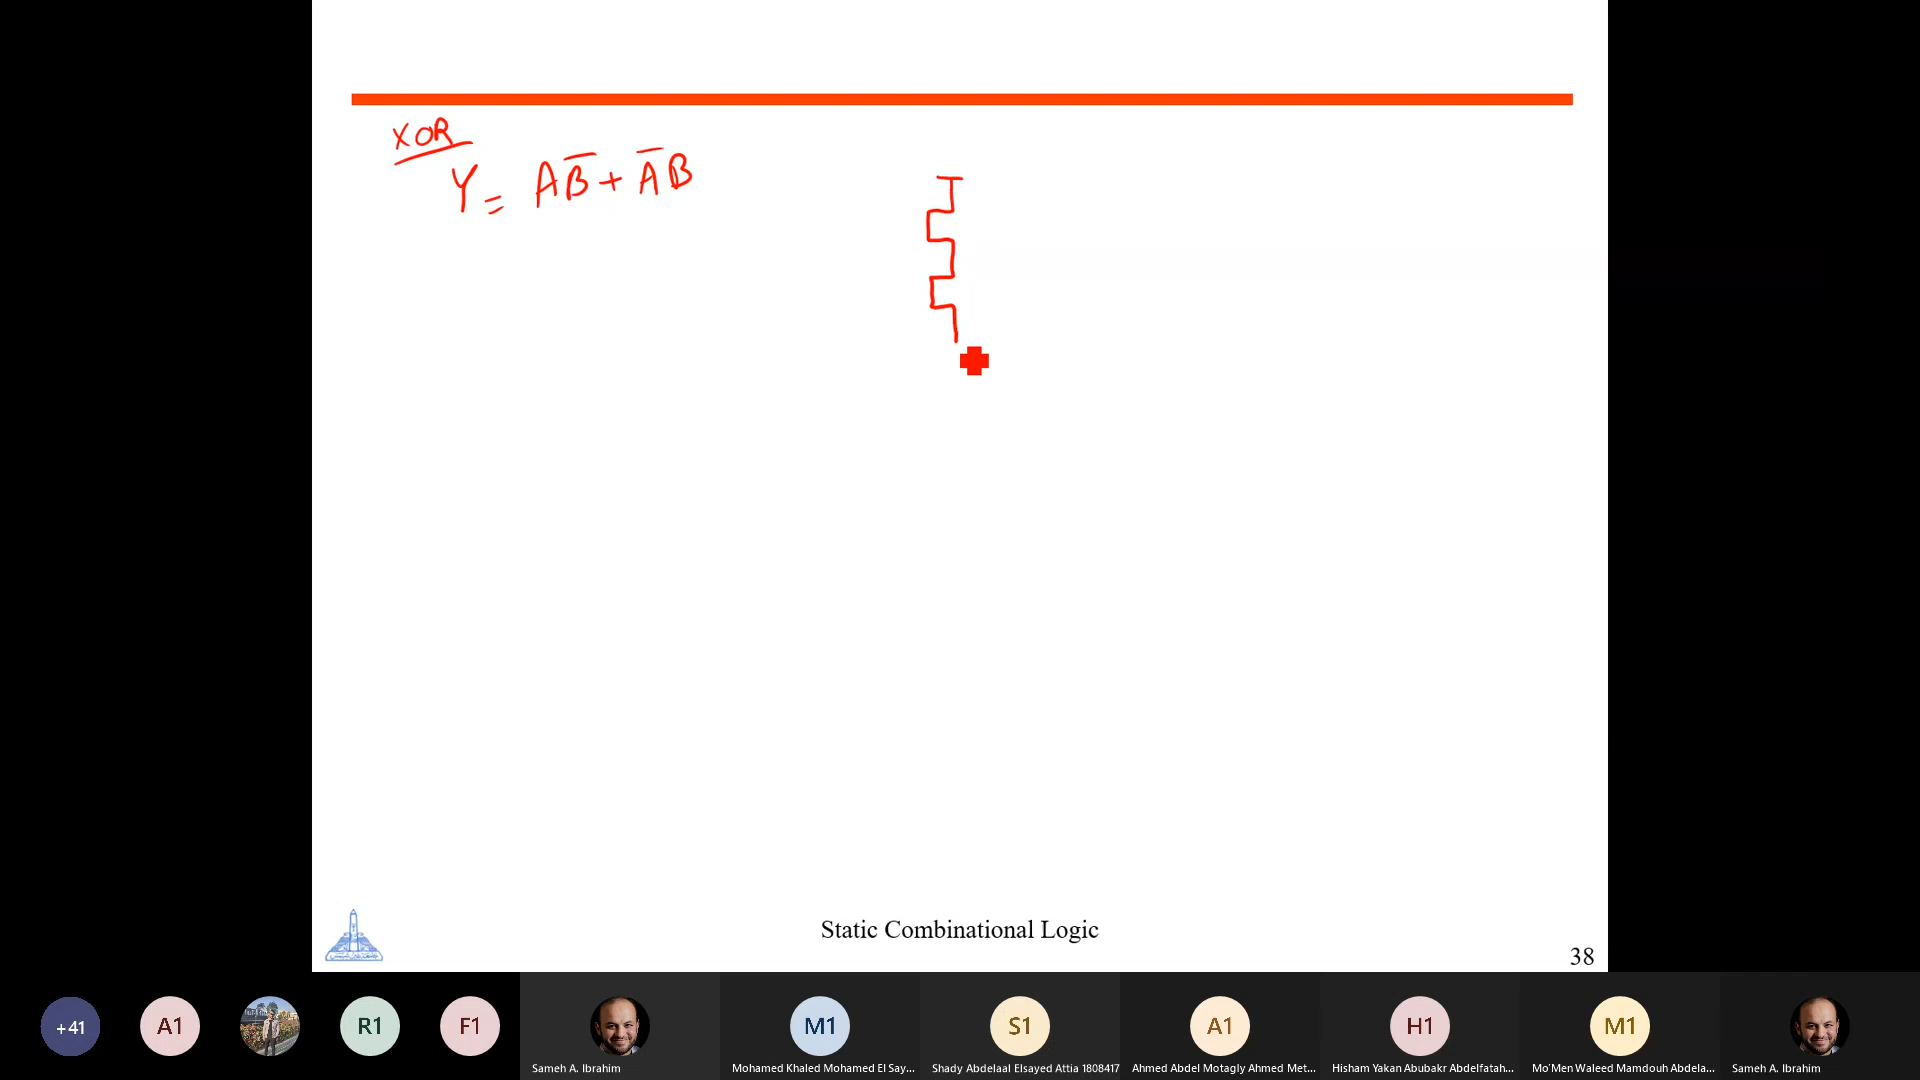 XOR
Y = AB̅ + A̅B
Static Combinational Logic
38
+41
A1
R1
F1
M1
S1
A1
H1
M1
Sameh A. Ibrahim
Mohamed Khaled Mohamed El Say...
Shady Abdelaal Elsayed Attia 1808417
Ahmed Abdel Motagly Ahmed Met...
Hisham Yakan Abubakr Abdelfatah...
Mo'Men Waleed Mamdouh Abdela...
Sameh A. Ibrahim